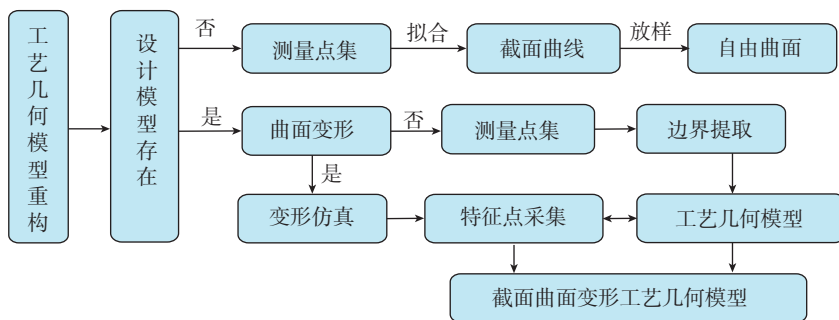 工艺几何模型重构
设计模型存在
否
测量点集
拟合
截面曲线
放样
自由曲面
是
曲面变形
否
测量点集
边界提取
是
变形仿真
特征点采集
工艺几何模型
截面曲面变形工艺几何模型